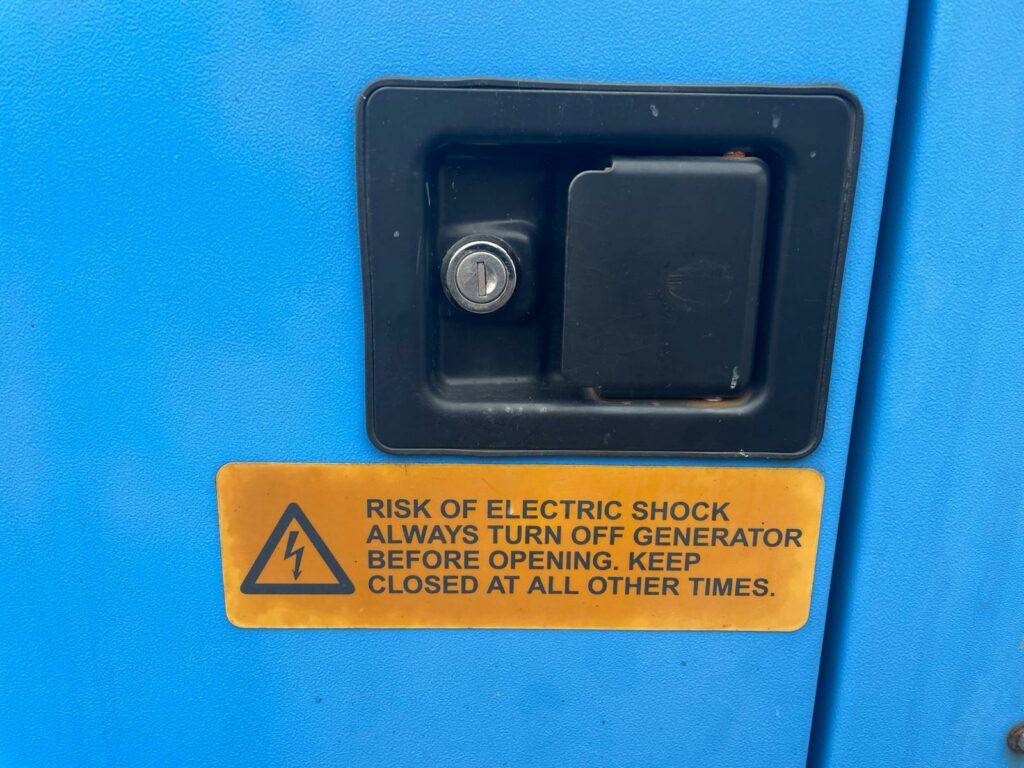 RISK OF ELECTRIC SHOCK
ALWAYS TURN OFF GENERATOR
BEFORE OPENING. KEEP
CLOSED AT ALL OTHER TIMES.